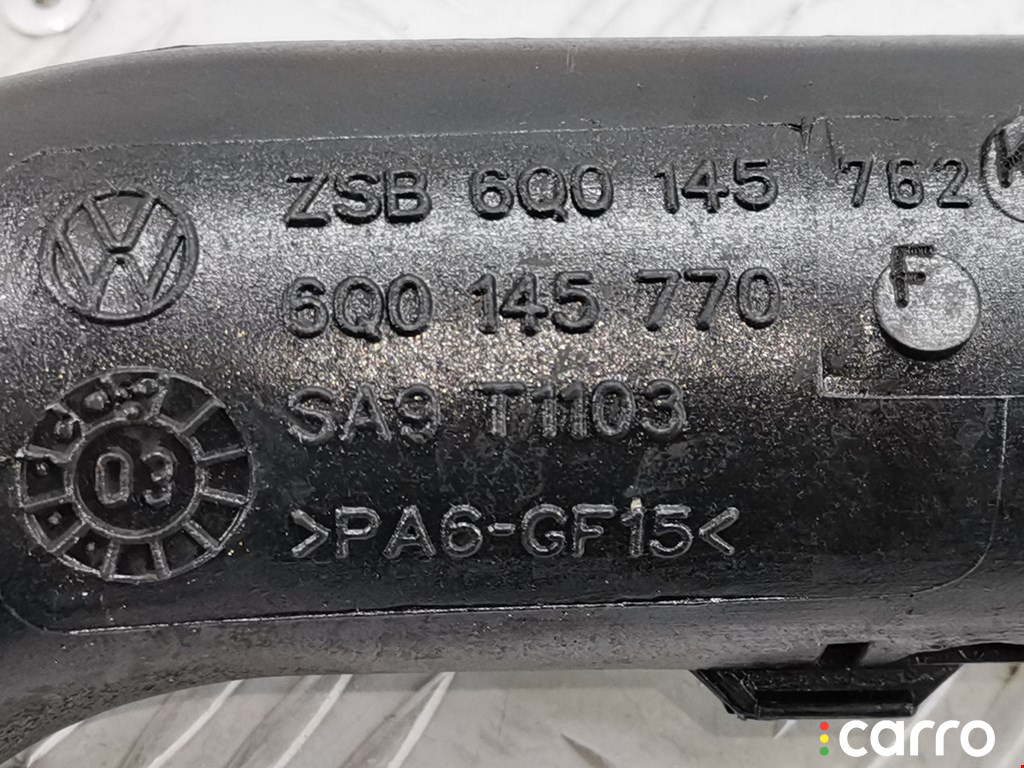 ZSB 6Q0 145 762
6Q0 145 770
F
SA9 T1103
03
>PA6-GF15<
carro